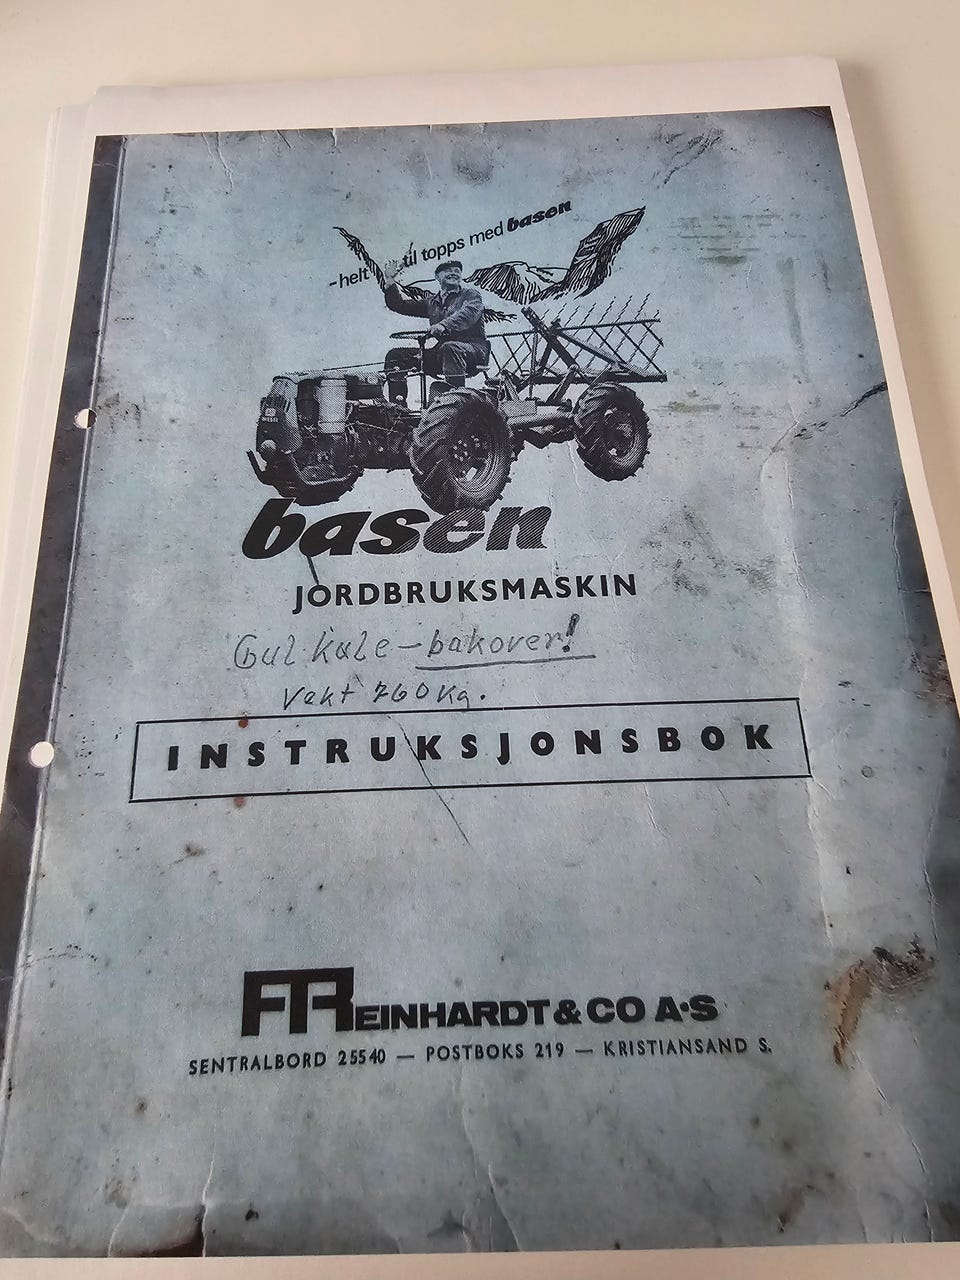 -helt til topps med basen
basen
JORDBRUKSMASKIN
Gul kule - bakover!
Vekt 760 Kg.
INSTRUKSJONSBOK
FTREINHARDT & CO A·S
SENTRALBORD 25540 — POSTBOKS 219 — KRISTIANSAND S.